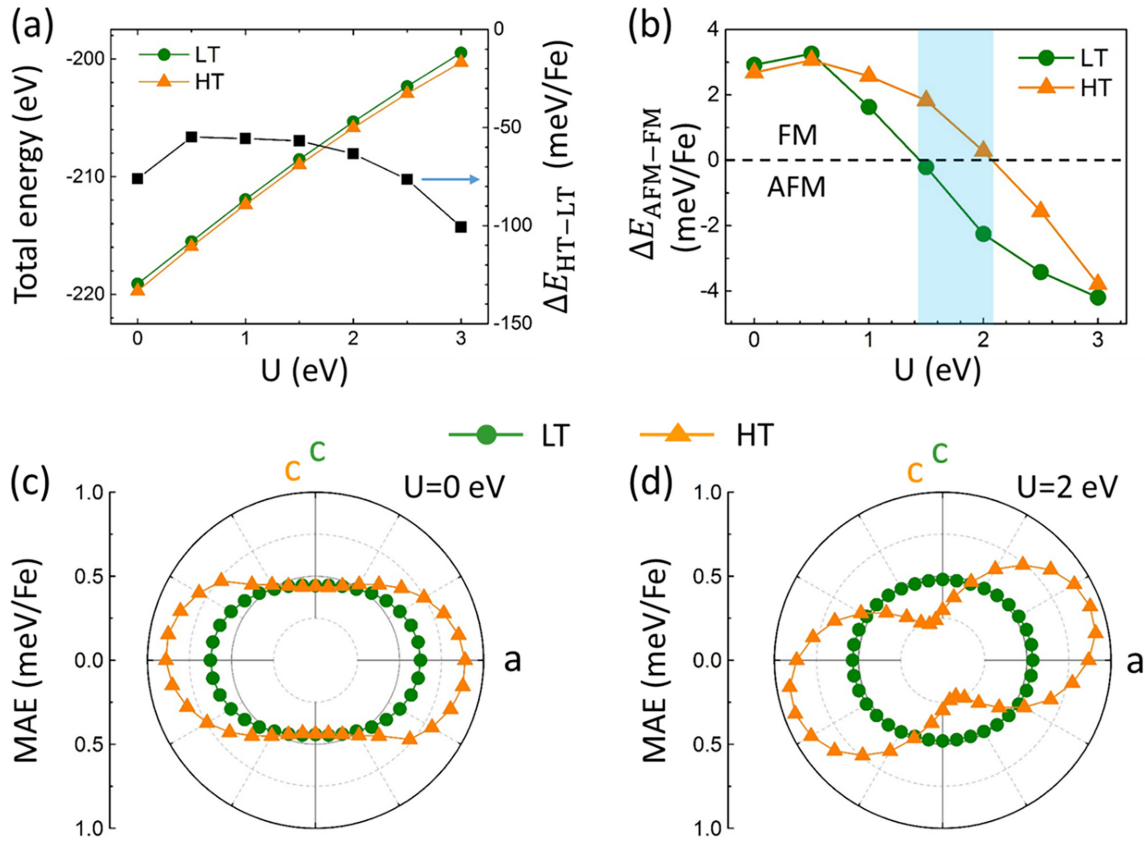 (a)
Total energy (eV)
-200
-210
-220
LT
HT
0
-50
-100
-150
ΔE_HT−LT (meV/Fe)
0
1
2
3
U (eV)
(b)
ΔE_AFM−FM
(meV/Fe)
4
2
0
-2
-4
LT
HT
FM
AFM
0
1
2
3
U (eV)
LT
HT
(c)
c
c
U=0 eV
MAE (meV/Fe)
1.0
0.5
0.0
0.5
1.0
a
(d)
c
c
U=2 eV
MAE (meV/Fe)
1.0
0.5
0.0
0.5
1.0
a